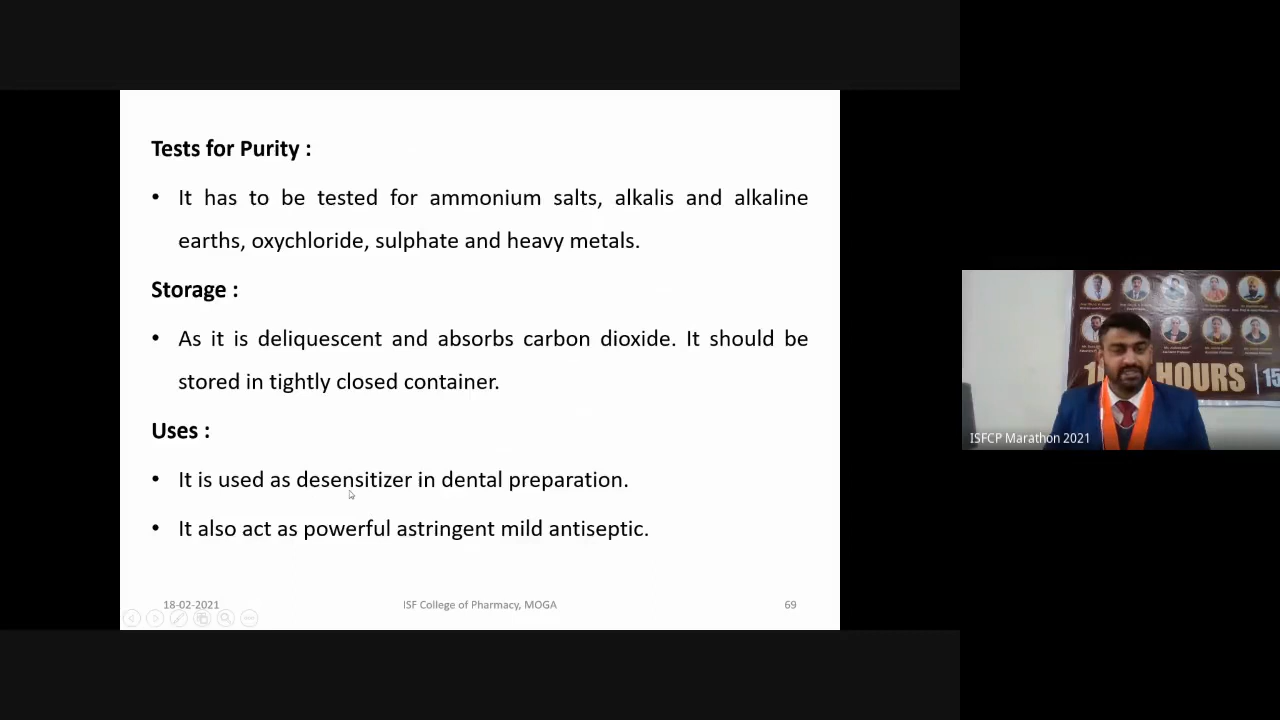 Tests for Purity :
• It has to be tested for ammonium salts, alkalis and alkaline
earths, oxychloride, sulphate and heavy metals.
Storage :
• As it is deliquescent and absorbs carbon dioxide. It should be
stored in tightly closed container.
Uses :
• It is used as desensitizer in dental preparation.
• It also act as powerful astringent mild antiseptic.
18-02-2021
ISF College of Pharmacy, MOGA
69
HOURS
ISFCP Marathon 2021